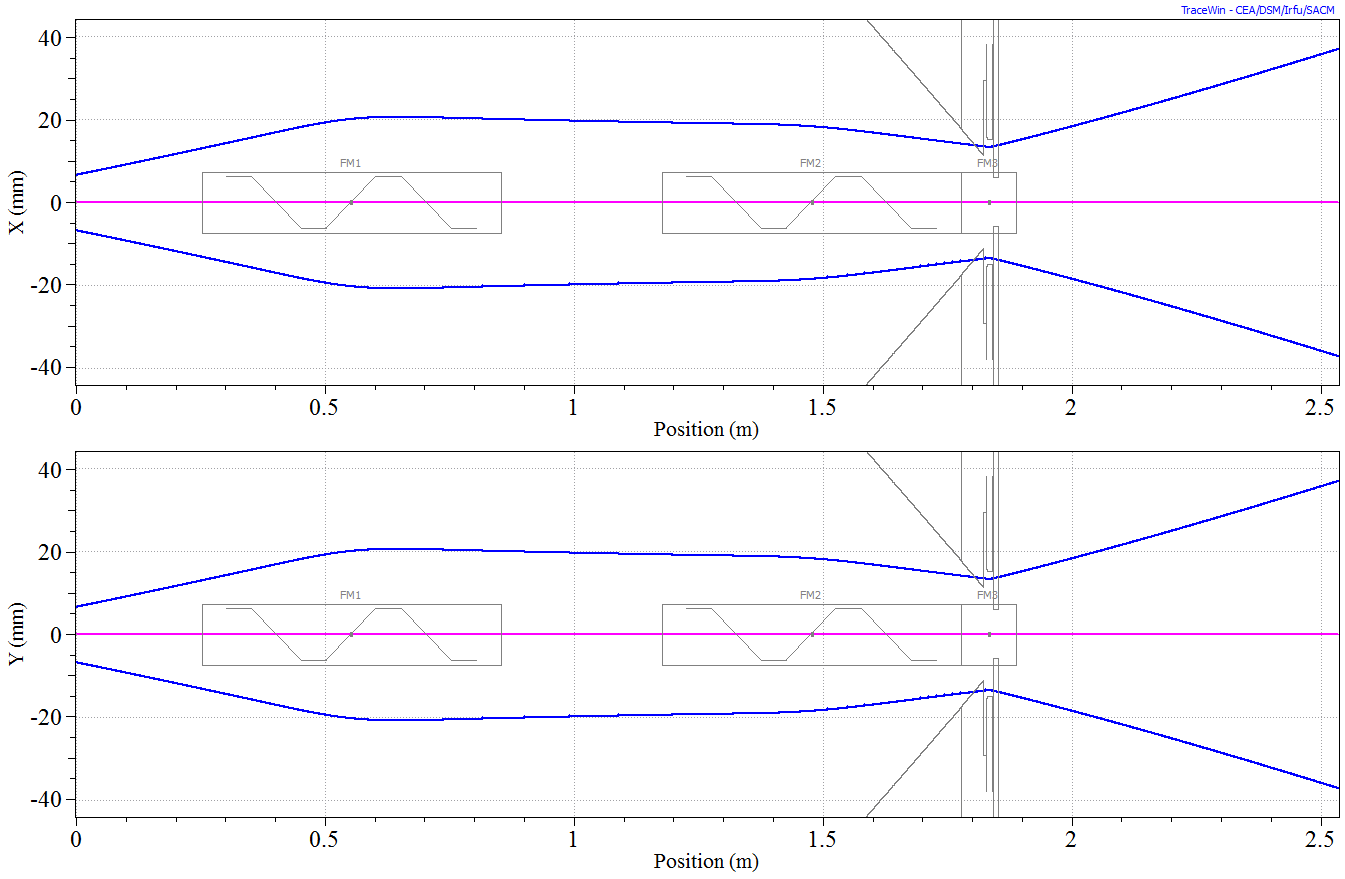 TraceWin - CEA/DSM/Irfu/SACM
40
20
0
-20
-40
X (mm)
FM1
FM2
FM3
0
0.5
1
1.5
2
2.5
Position (m)
40
20
0
-20
-40
Y (mm)
FM1
FM2
FM3
0
0.5
1
1.5
2
2.5
Position (m)